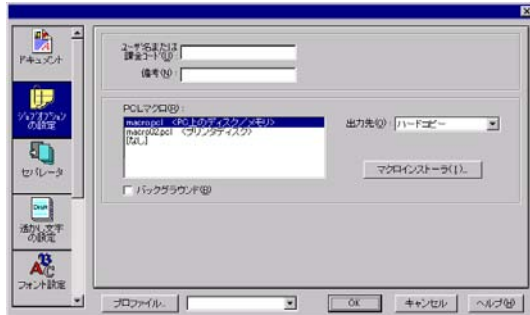 ドキュメント
ジョブオプション
の設定
セパレータ
Draft
透かし文字
の設定
フォント設定
ユーザ名または
課金コード(U):
備考(N):
PCLマクロ(R):
macro.pcl <PC上のディスク/メモリ>
macro02.pcl <プリンタディスク>
[なし]
バックグラウンド(B)
出力先(O): ハードコピー
マクロインストーラ(I)...
プロファイル...
OK
キャンセル
ヘルプ(H)